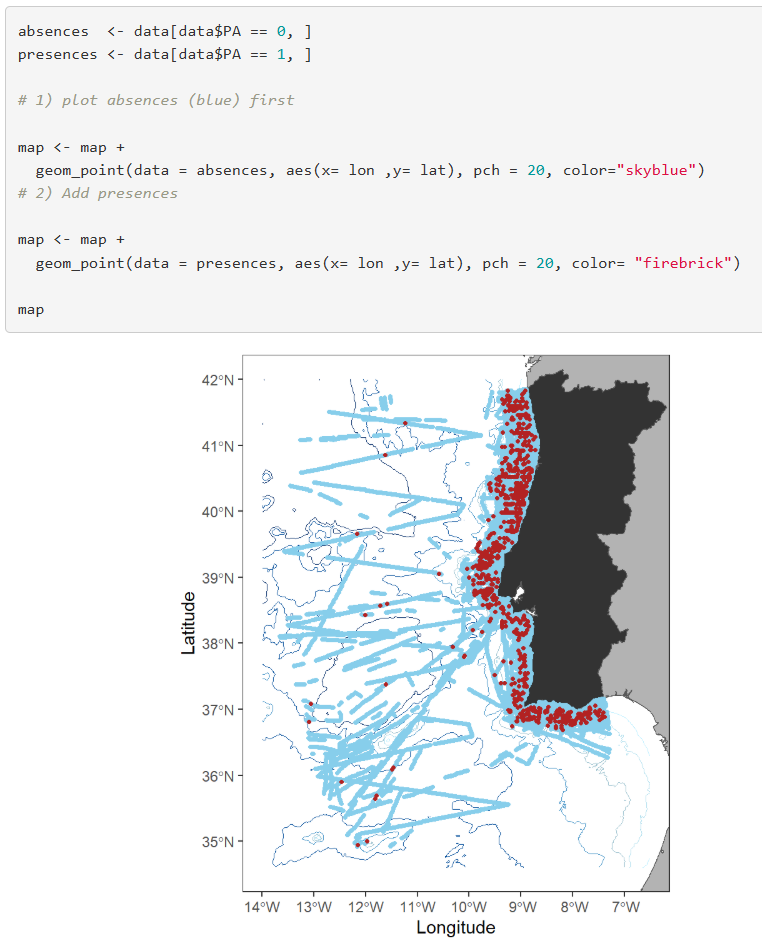 absences  <- data[data$PA == 0, ]
presences <- data[data$PA == 1, ]
# 1) plot absences (blue) first
map <- map +
  geom_point(data = absences, aes(x= lon ,y= lat), pch = 20, color="skyblue")
# 2) Add presences
map <- map +
  geom_point(data = presences, aes(x= lon ,y= lat), pch = 20, color= "firebrick")
map
42°N
41°N
40°N
39°N
38°N
37°N
36°N
35°N
Latitude
14°W 13°W 12°W 11°W 10°W 9°W 8°W 7°W
Longitude